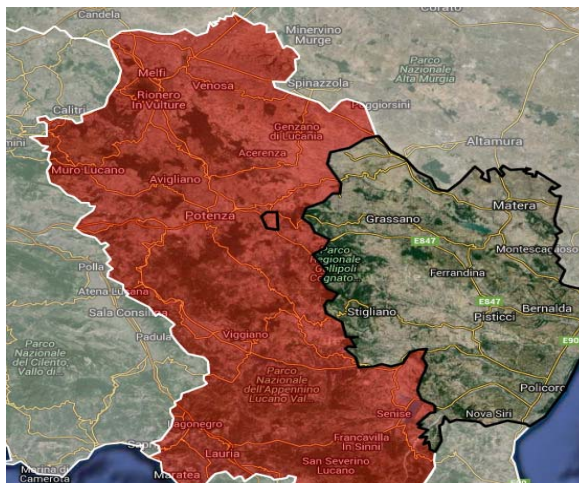 Candela
Corato
Minervino
Murge
Melfi
Parco
Nazionale
Alta Murgia
Venosa
Spinazzola
Rionero
In Vulture
Calitri
Poggiorsini
Genzano
di Lucania
Altamura
Acerenza
Muro Lucano
Avigliano
Matera
Potenza
Grassano
E847
Montescaglioso
Parco
Regionale
Gallipoli
Cognato...
Polla
Ferrandina
Atena Lucana
E847
Bernalda
Sala Consilina
Stigliano
Pisticci
Padula
Viggiano
E90
Parco
Nazionale
del Cilento,
Vallo di...
Parco
Nazionale
dell'Appennino
Lucano Val...
Policoro
Senise
Nova Siri
Lagonegro
Francavilla
In Sinni
Lauria
San Severino
Lucano
Maratea
Marina di
Camerota